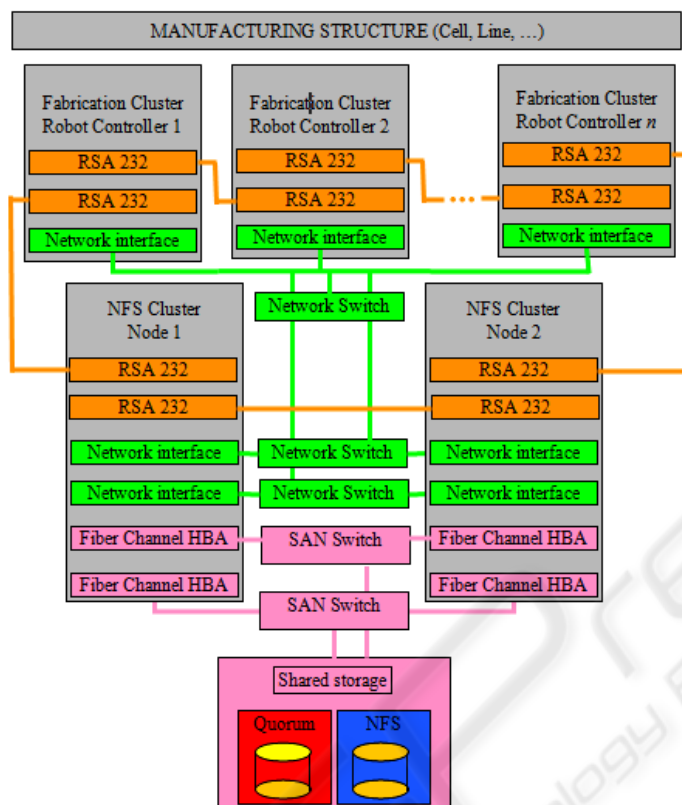 MANUFACTURING STRUCTURE (Cell, Line, …)
Fabrication Cluster
Robot Controller 1
RSA 232
RSA 232
Network interface
Fabrication Cluster
Robot Controller 2
RSA 232
RSA 232
Network interface
Fabrication Cluster
Robot Controller n
RSA 232
RSA 232
Network interface
Network Switch
NFS Cluster
Node 1
RSA 232
RSA 232
Network interface
Network interface
Fiber Channel HBA
Fiber Channel HBA
Network Switch
Network Switch
SAN Switch
SAN Switch
NFS Cluster
Node 2
RSA 232
RSA 232
Network interface
Network interface
Fiber Channel HBA
Fiber Channel HBA
Shared storage
Quorum
NFS